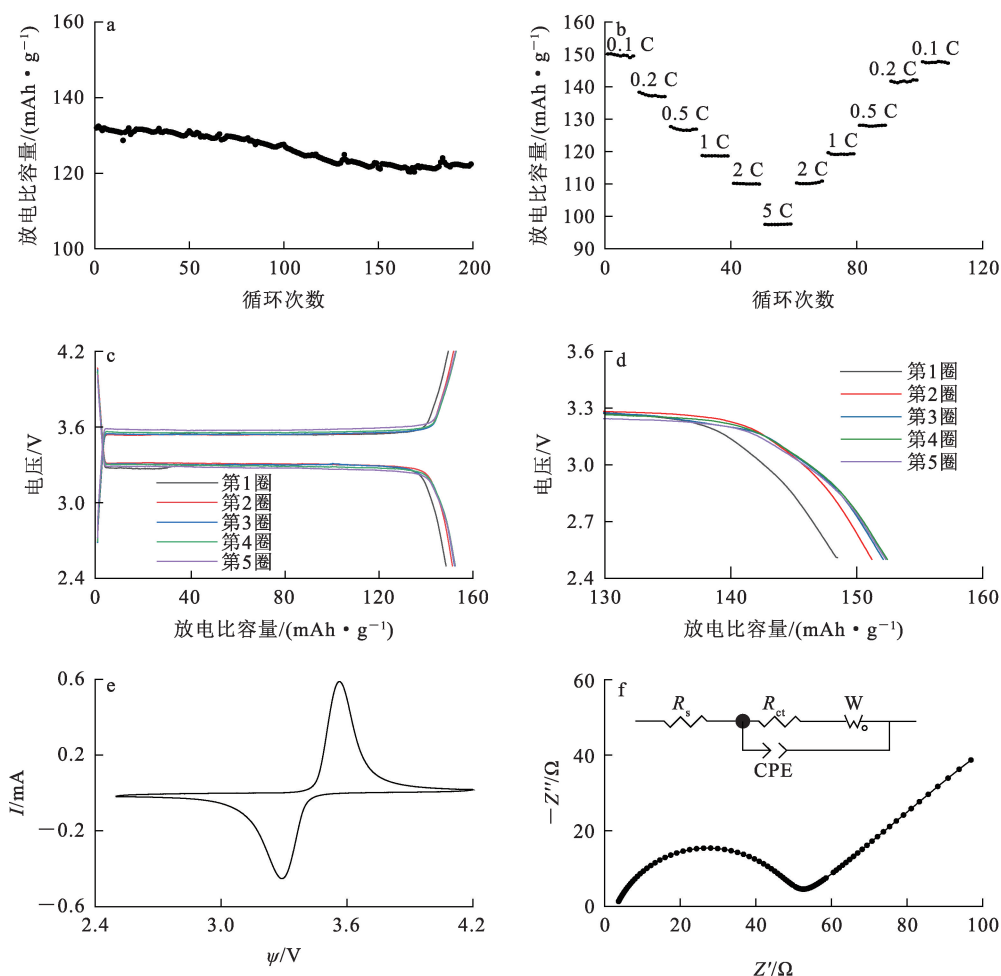 a
160
140
120
100
0
50
100
150
200
放电比容量/(mAh·g⁻¹)
循环次数
b
160
150
140
130
120
110
100
90
0
40
80
120
0.1 C
0.2 C
0.5 C
1 C
2 C
5 C
2 C
1 C
0.5 C
0.2 C
0.1 C
放电比容量/(mAh·g⁻¹)
循环次数
c
4.2
3.6
3.0
2.4
0
40
80
120
160
第1圈
第2圈
第3圈
第4圈
第5圈
电压/V
放电比容量/(mAh·g⁻¹)
d
3.6
3.3
3.0
2.7
2.4
130
140
150
160
第1圈
第2圈
第3圈
第4圈
第5圈
电压/V
放电比容量/(mAh·g⁻¹)
e
0.6
0.2
−0.2
−0.6
2.4
3.0
3.6
4.2
I/mA
ψ/V
f
60
40
20
0
0
20
40
60
80
100
Rs
Rct
W
CPE
−Z″/Ω
Z′/Ω